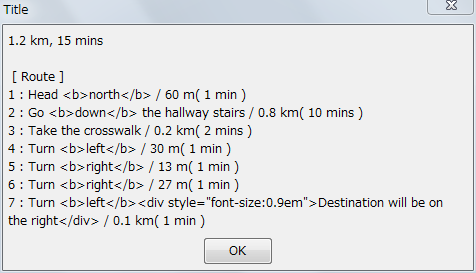 Title
1.2 km, 15 mins
[ Route ]
1 : Head <b>north</b> / 60 m( 1 min )
2 : Go <b>down</b> the hallway stairs / 0.8 km( 10 mins )
3 : Take the crosswalk / 0.2 km( 2 mins )
4 : Turn <b>left</b> / 30 m( 1 min )
5 : Turn <b>right</b> / 13 m( 1 min )
6 : Turn <b>right</b> / 27 m( 1 min )
7 : Turn <b>left</b><div style="font-size:0.9em">Destination will be on
the right</div> / 0.1 km( 1 min )
OK